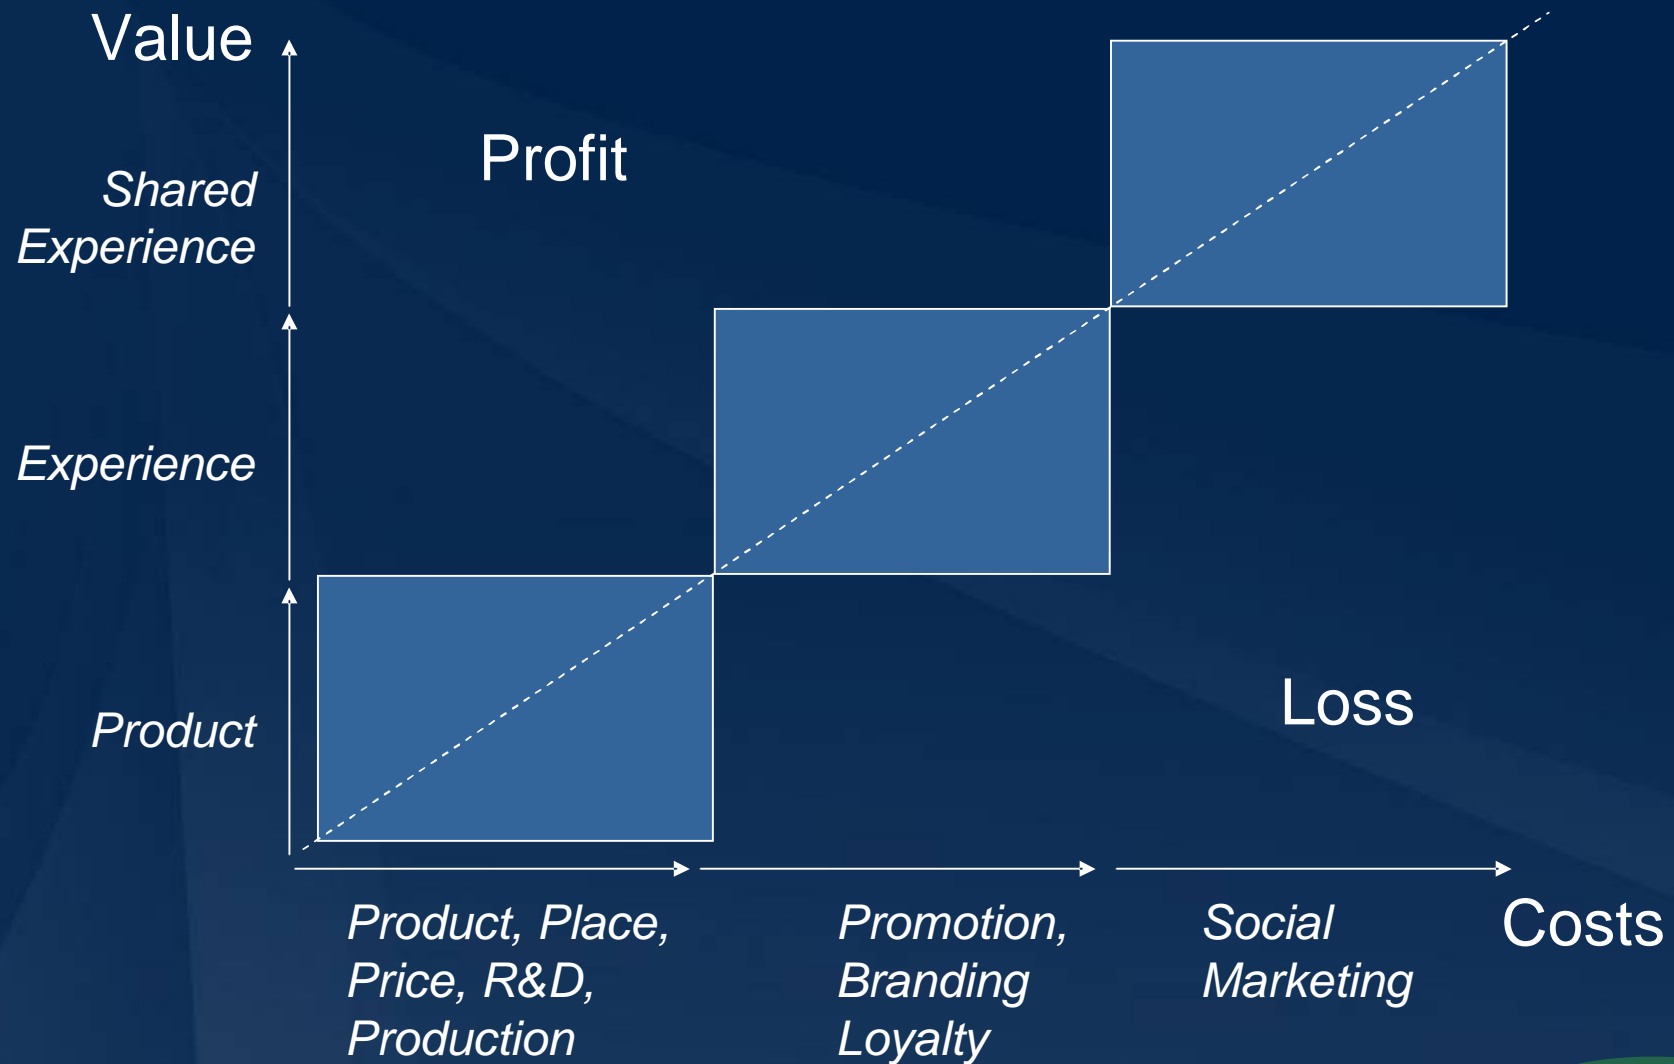 Value
Profit
Shared
Experience
Experience
Product
Loss
Product, Place,
Price, R&D,
Production
Promotion,
Branding
Loyalty
Social
Marketing
Costs